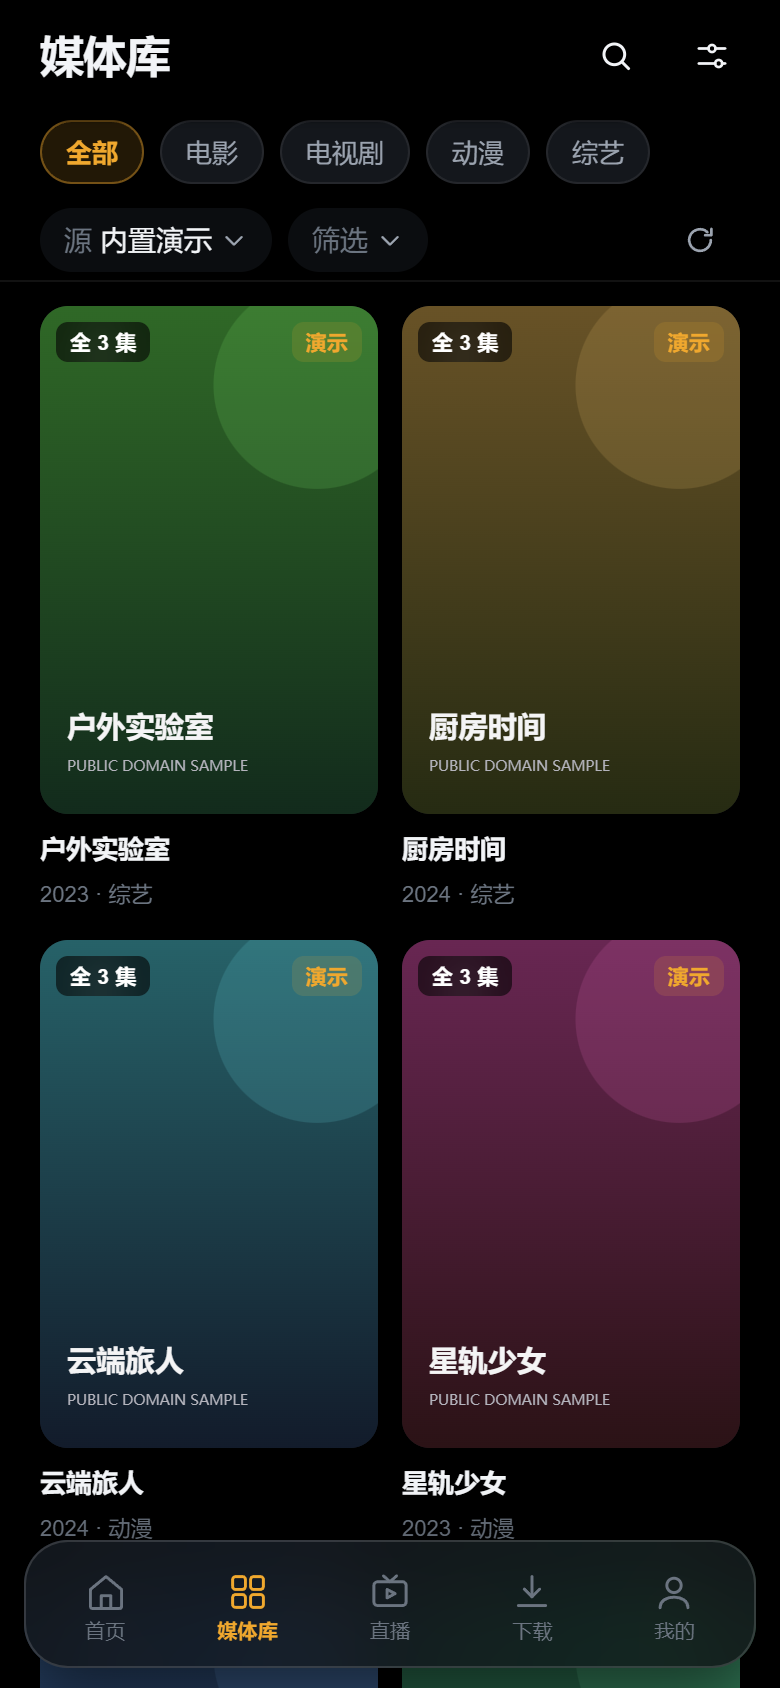 媒体库
全部 电影 电视剧 动漫 综艺
源 内置演示 筛选
全 3 集 演示 全 3 集 演示
户外实验室 厨房时间
PUBLIC DOMAIN SAMPLE PUBLIC DOMAIN SAMPLE
户外实验室 厨房时间
2023 · 综艺 2024 · 综艺
全 3 集 演示 全 3 集 演示
云端旅人 星轨少女
PUBLIC DOMAIN SAMPLE PUBLIC DOMAIN SAMPLE
云端旅人 星轨少女
2024 · 动漫 2023 · 动漫
首页 媒体库 直播 下载 我的